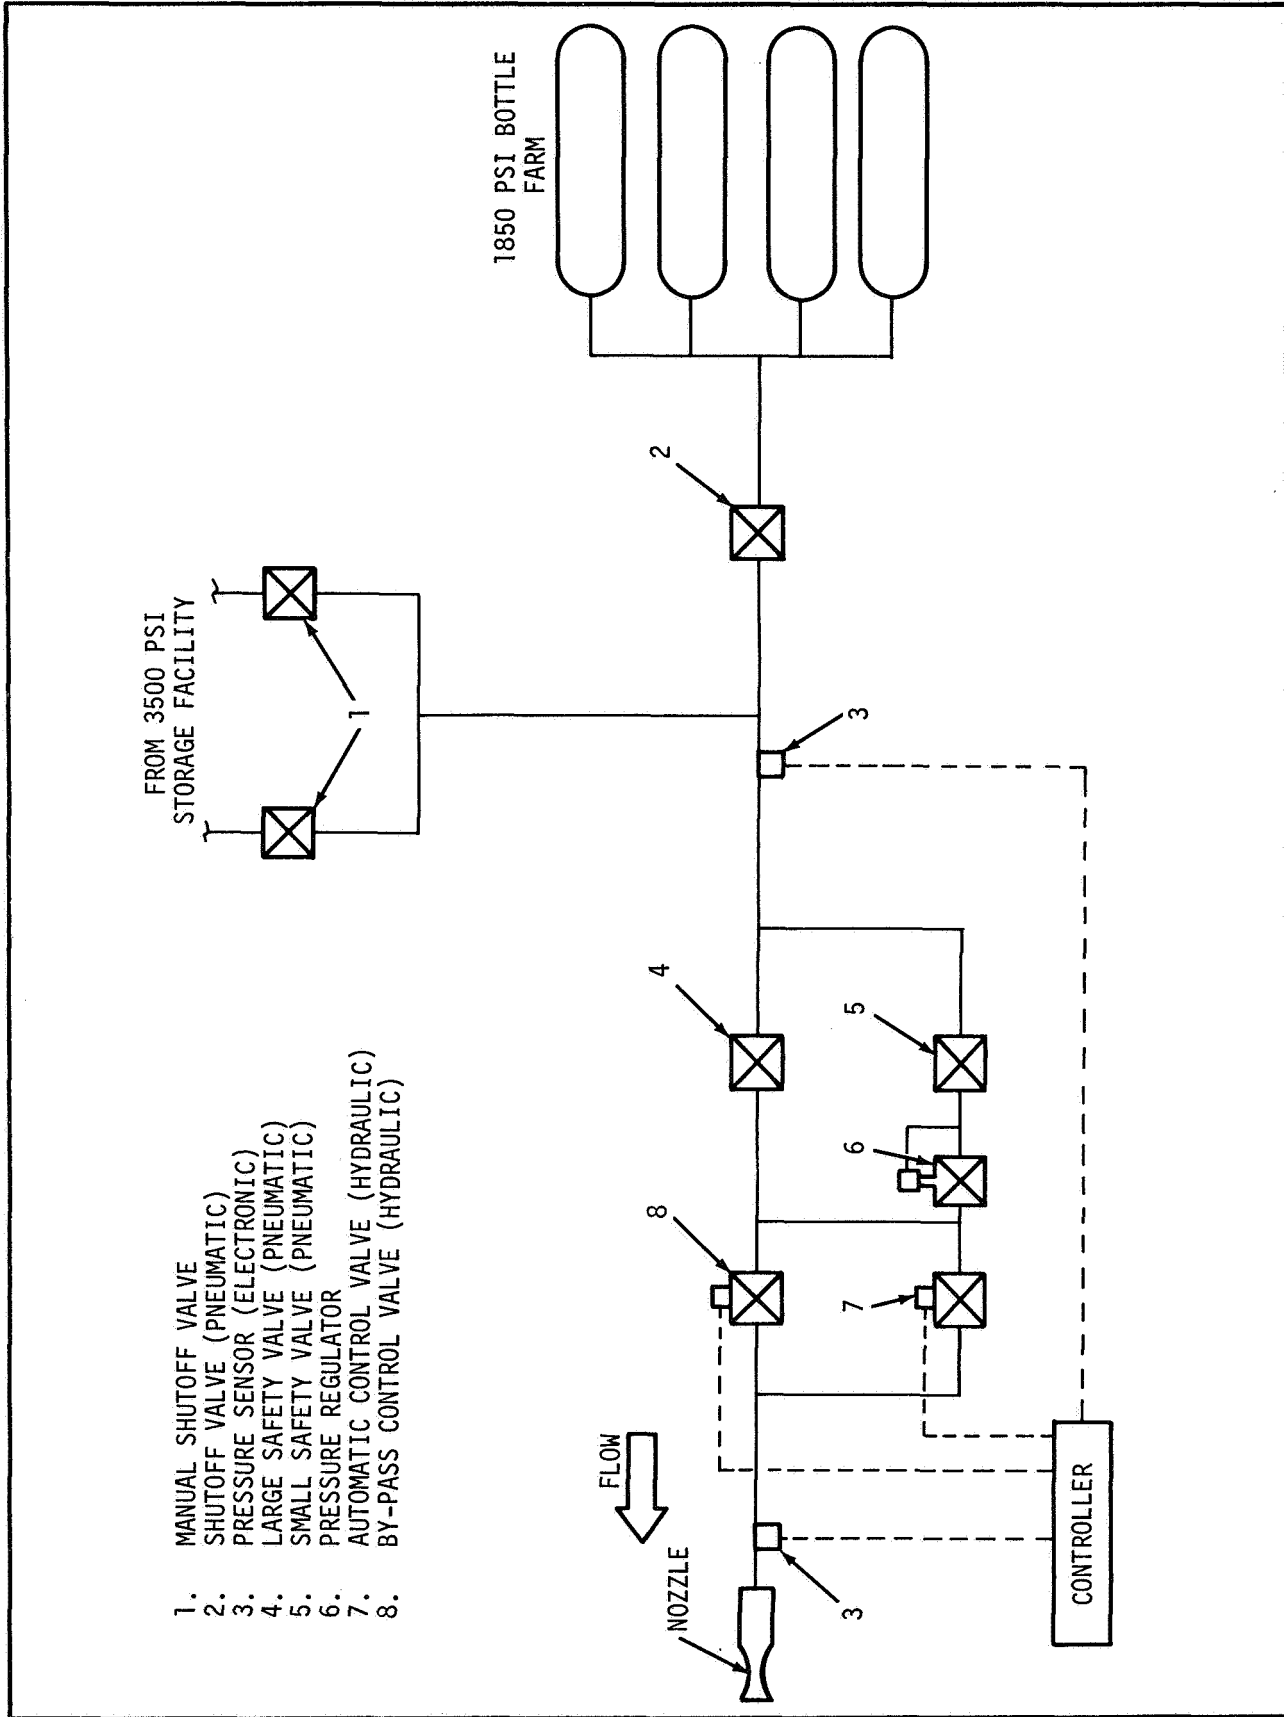 1. MANUAL SHUTOFF VALVE
2. SHUTOFF VALVE (PNEUMATIC)
3. PRESSURE SENSOR (ELECTRONIC)
4. LARGE SAFETY VALVE (PNEUMATIC)
5. SMALL SAFETY VALVE (PNEUMATIC)
6. PRESSURE REGULATOR
7. AUTOMATIC CONTROL VALVE (HYDRAULIC)
8. BY-PASS CONTROL VALVE (HYDRAULIC)
FROM 3500 PSI
STORAGE FACILITY
1
1850 PSI BOTTLE
FARM
FLOW
NOZZLE
8
4
2
3
7
6
5
3
CONTROLLER